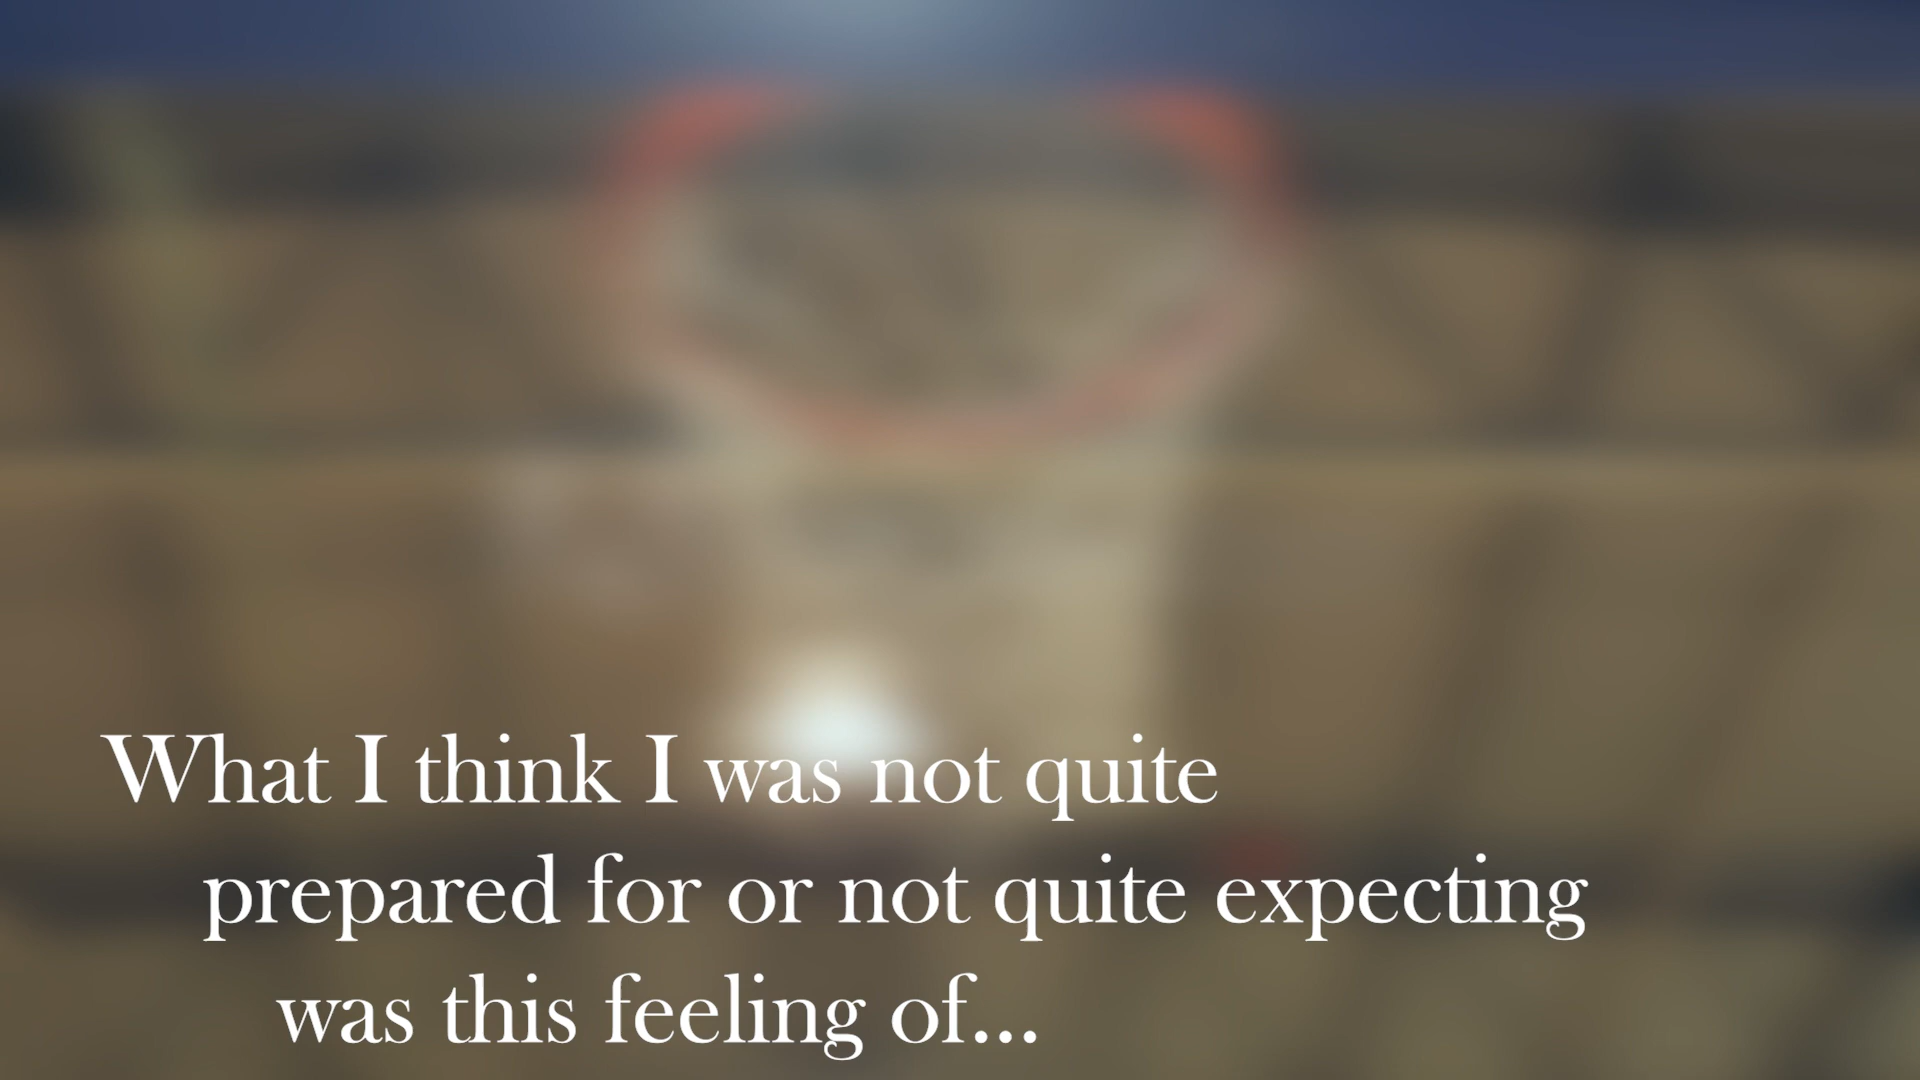 What I think I was not quite
prepared for or not quite expecting
was this feeling of...